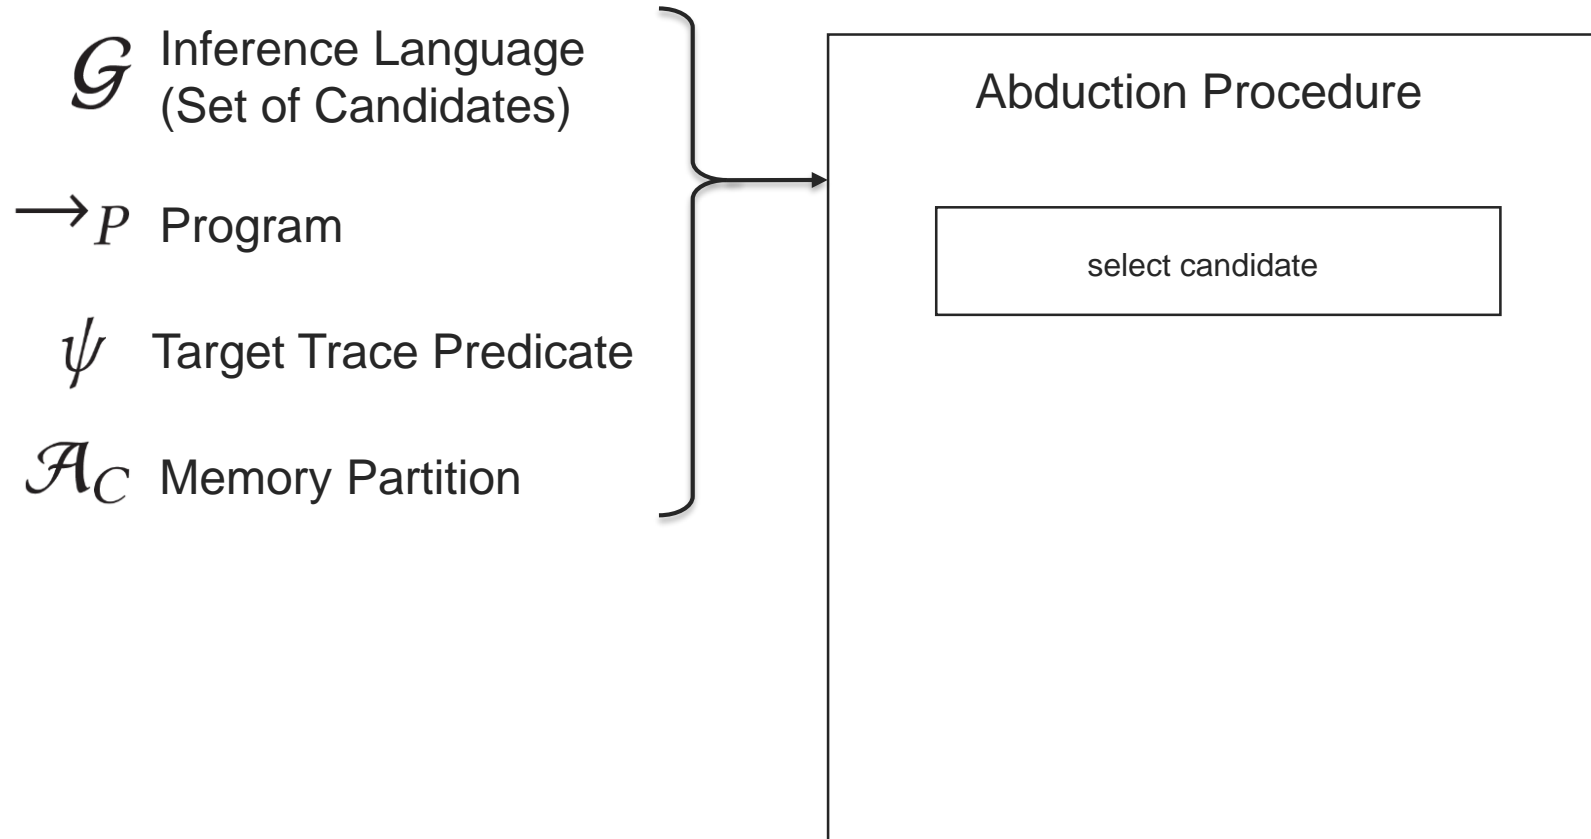 𝒢 Inference Language
(Set of Candidates)
→P Program
ψ Target Trace Predicate
𝒜C Memory Partition
Abduction Procedure
select candidate